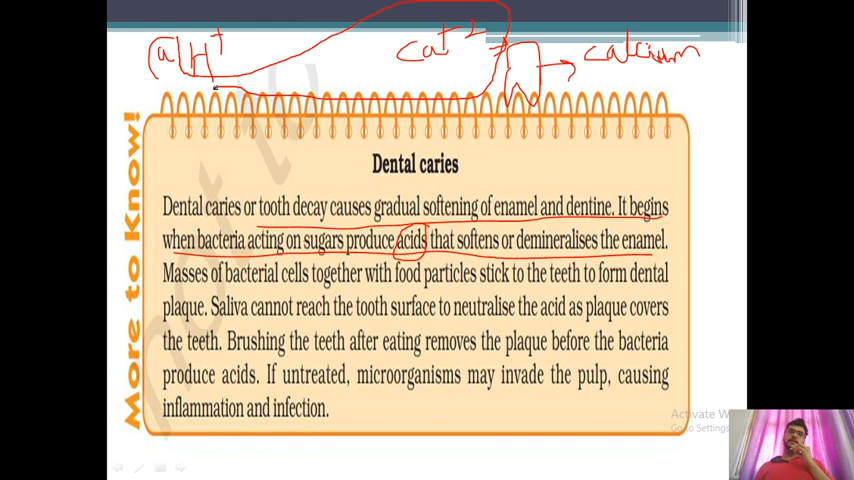 (a) H+
Ca+2
calcium
More to Know!
Dental caries
Dental caries or tooth decay causes gradual softening of enamel and dentine. It begins
when bacteria acting on sugars produce acids that softens or demineralises the enamel.
Masses of bacterial cells together with food particles stick to the teeth to form dental
plaque. Saliva cannot reach the tooth surface to neutralise the acid as plaque covers
the teeth. Brushing the teeth after eating removes the plaque before the bacteria
produce acids. If untreated, microorganisms may invade the pulp, causing
inflammation and infection.
Activate W
Go to Settings